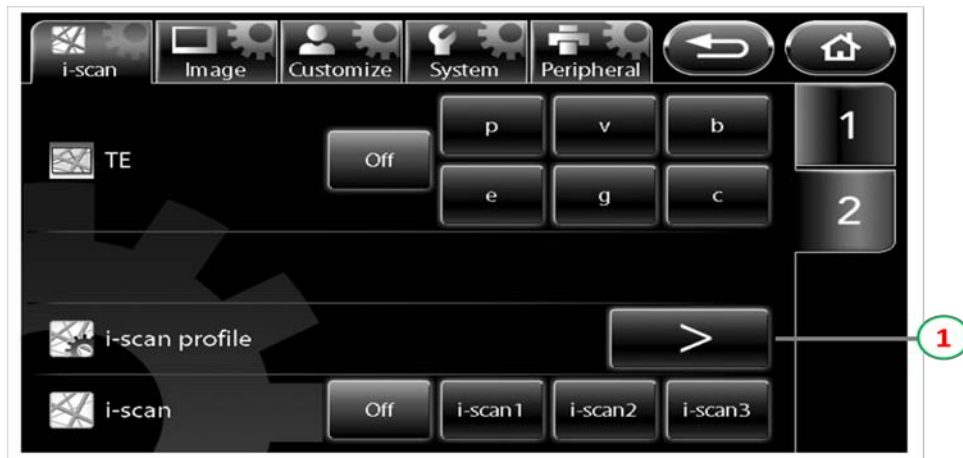 i-scan Image Customize System Peripheral
1
p v b
TE Off
e g c
2
i-scan profile > 1
i-scan Off i-scan1 i-scan2 i-scan3